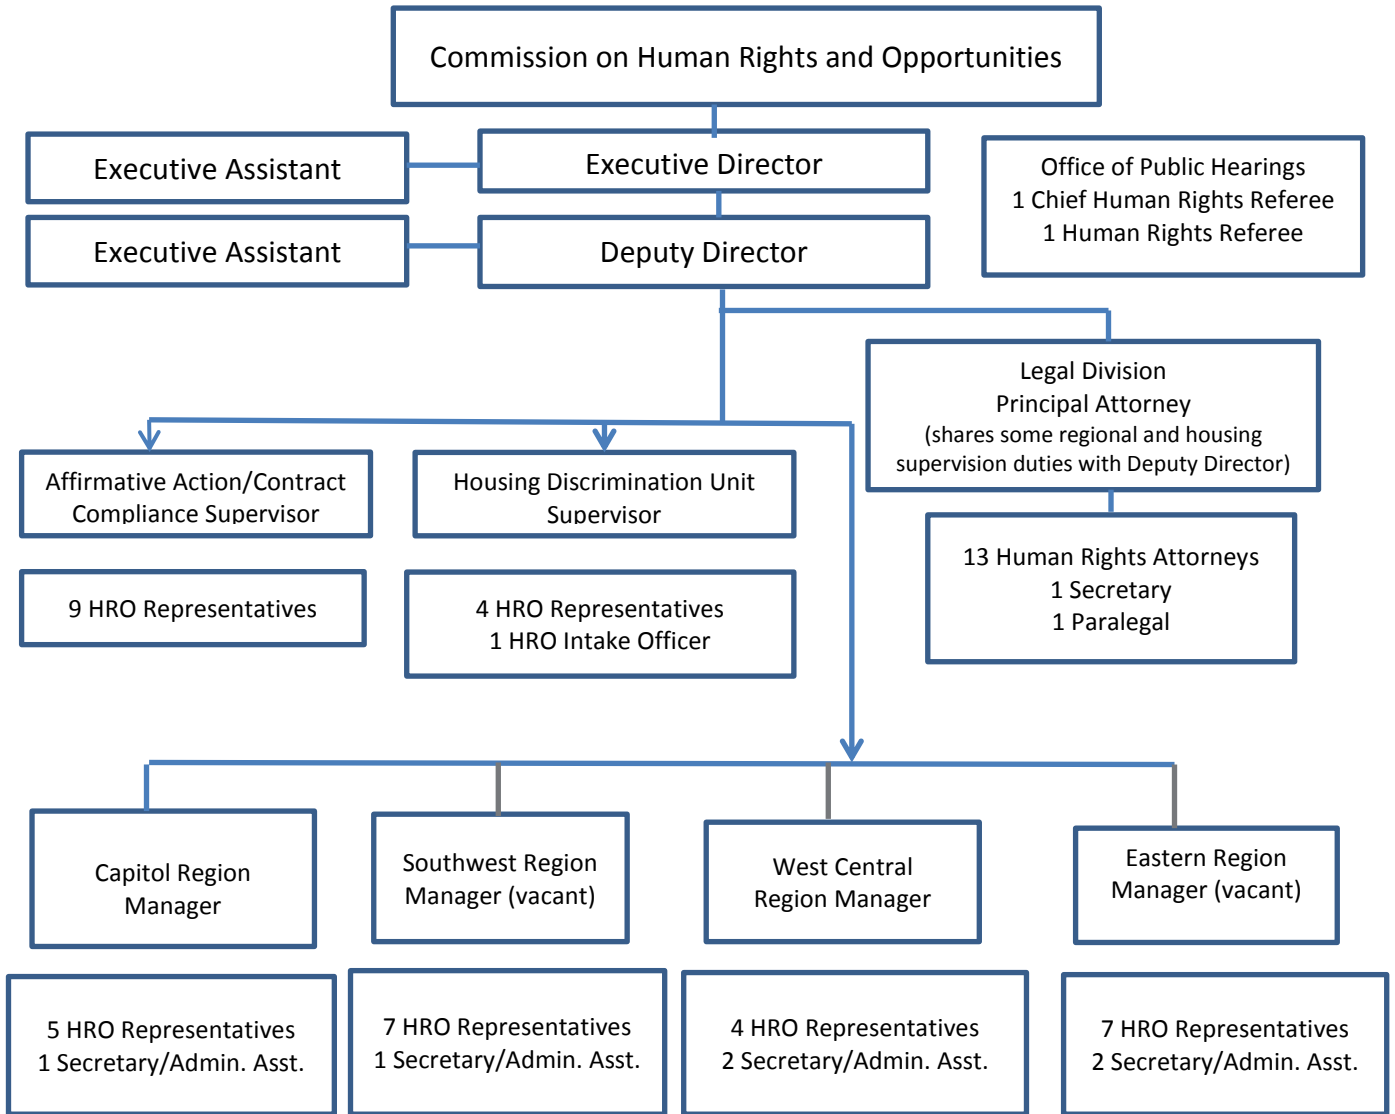 Commission on Human Rights and Opportunities
Executive Assistant
Executive Director
Office of Public Hearings
1 Chief Human Rights Referee
1 Human Rights Referee
Executive Assistant
Deputy Director
Legal Division
Principal Attorney
(shares some regional and housing
supervision duties with Deputy Director)
Affirmative Action/Contract
Compliance Supervisor
Housing Discrimination Unit
Supervisor
13 Human Rights Attorneys
1 Secretary
1 Paralegal
9 HRO Representatives
4 HRO Representatives
1 HRO Intake Officer
Capitol Region
Manager
Southwest Region
Manager (vacant)
West Central
Region Manager
Eastern Region
Manager (vacant)
5 HRO Representatives
1 Secretary/Admin. Asst.
7 HRO Representatives
1 Secretary/Admin. Asst.
4 HRO Representatives
2 Secretary/Admin. Asst.
7 HRO Representatives
2 Secretary/Admin. Asst.